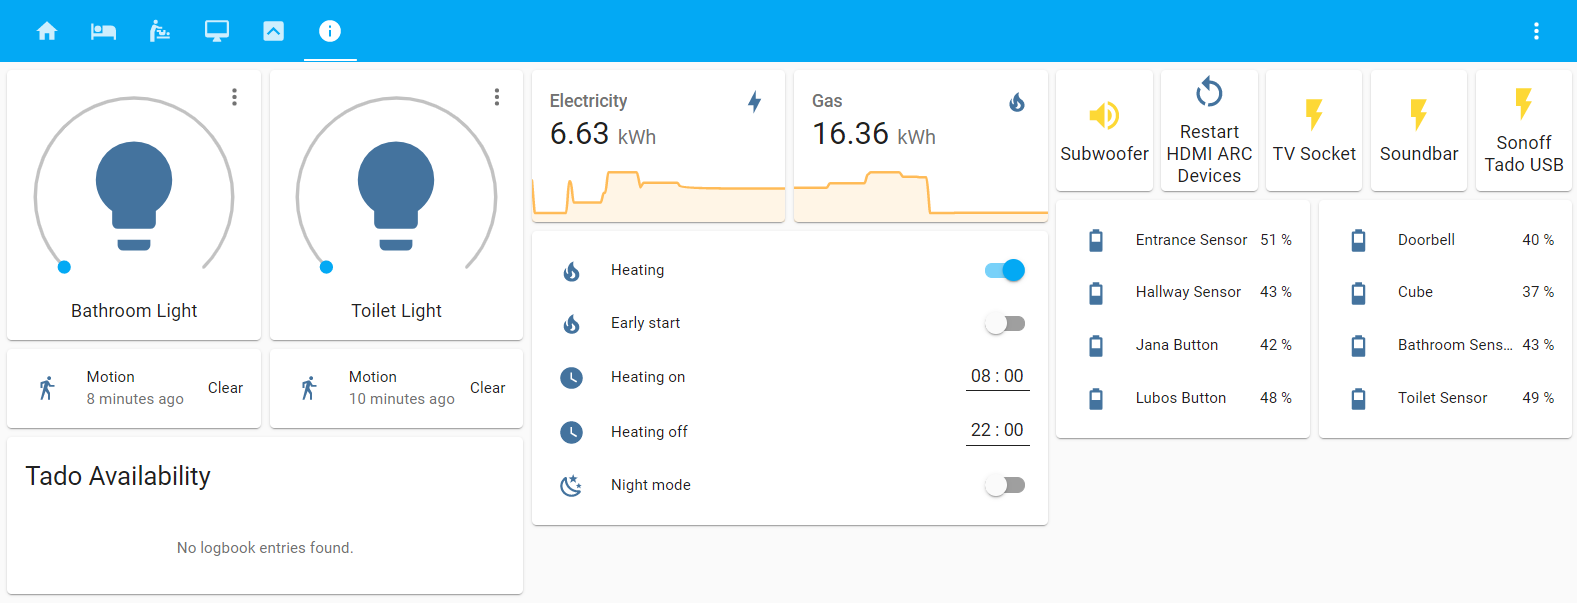 Bathroom Light
Toilet Light
Motion
8 minutes ago
Clear
Motion
10 minutes ago
Clear
Tado Availability
No logbook entries found.
Electricity
6.63 kWh
Gas
16.36 kWh
Heating
Early start
Heating on
08 : 00
Heating off
22 : 00
Night mode
Subwoofer
Restart
HDMI ARC
Devices
TV Socket
Soundbar
Sonoff
Tado USB
Entrance Sensor 51 %
Hallway Sensor 43 %
Jana Button 42 %
Lubos Button 48 %
Doorbell 40 %
Cube 37 %
Bathroom Sens... 43 %
Toilet Sensor 49 %